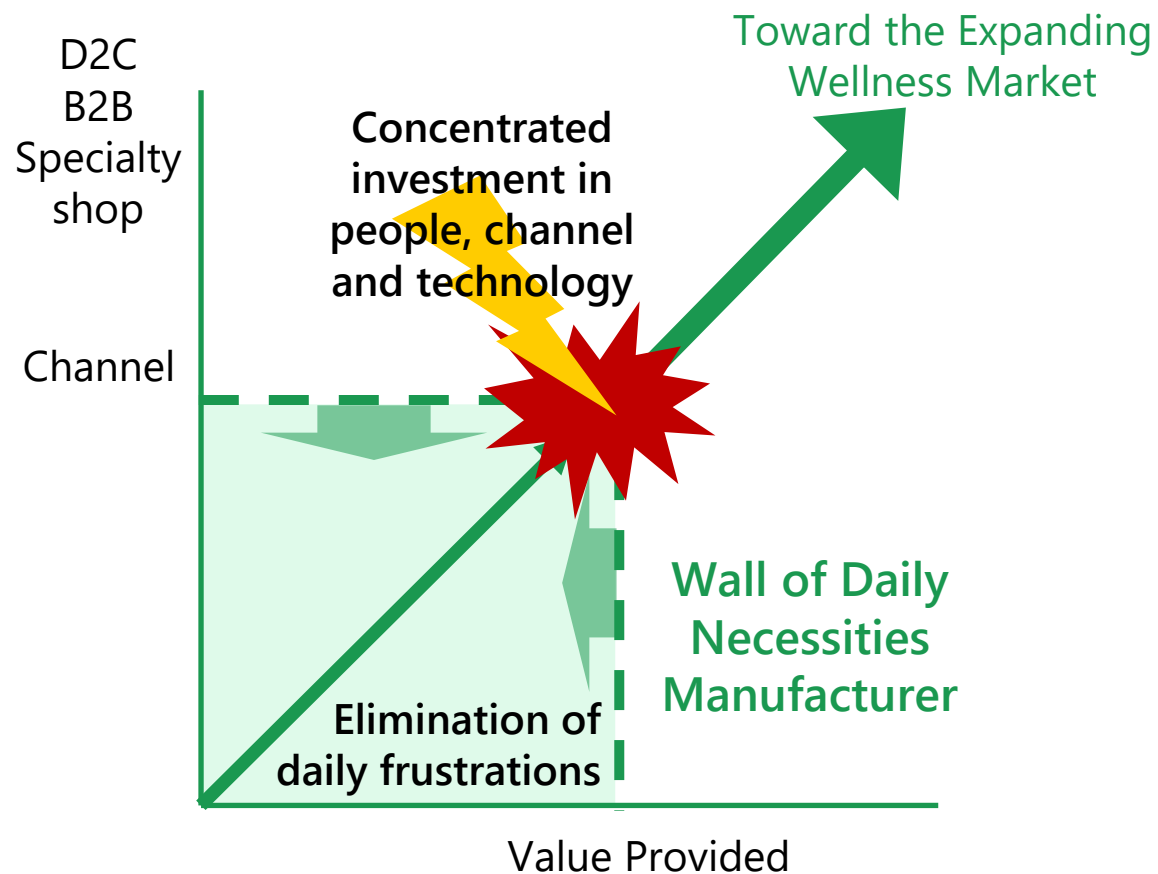 Toward the Expanding
Wellness Market
D2C
B2B
Specialty
shop
Concentrated
investment in
people, channel
and technology
Channel
Wall of Daily
Necessities
Manufacturer
Elimination of
daily frustrations
Value Provided